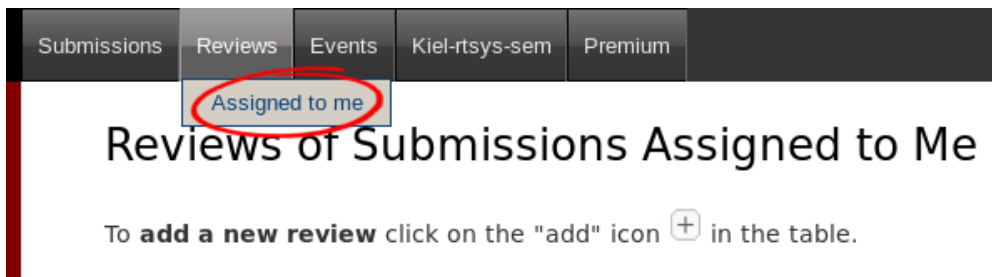 Submissions Reviews Events Kiel-rtsys-sem Premium
Assigned to me
Reviews of Submissions Assigned to Me
To add a new review click on the "add" icon + in the table.